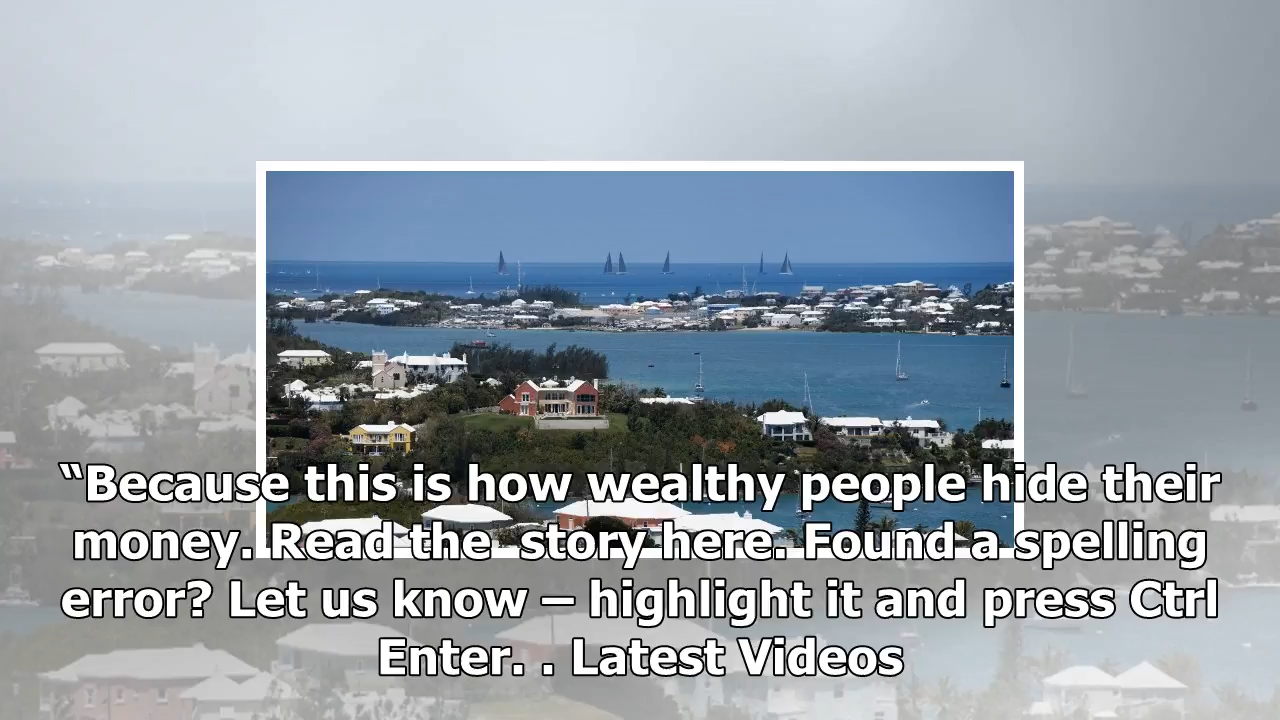 “Because this is how wealthy people hide their
money. Read the  story here. Found a spelling
error? Let us know – highlight it and press Ctrl
Enter. . Latest Videos